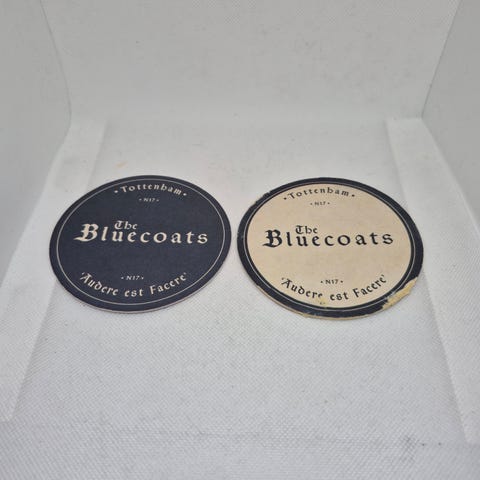 • Tottenham •
• N17 •
The
Bluecoats
• N17 •
'Audere est Facere'
• Tottenham •
• N17 •
The
Bluecoats
• N17 •
'Audere est Facere'